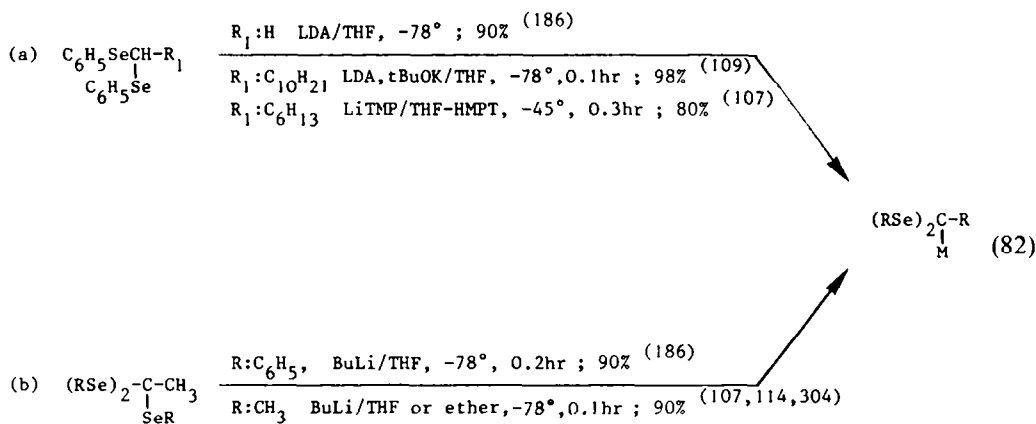 R₁:H LDA/THF, -78° ; 90% (186)
(a) C₆H₅SeCH-R₁
C₆H₅Se
R₁:C₁₀H₂₁ LDA,tBuOK/THF, -78°,0.1hr ; 98% (109)
R₁:C₆H₁₃ LiTMP/THF-HMPT, -45°, 0.3hr ; 80% (107)
(RSe)₂C-R
M
(82)
R:C₆H₅, BuLi/THF, -78°, 0.2hr ; 90% (186)
(b) (RSe)₂-C-CH₃
SeR
R:CH₃ BuLi/THF or ether,-78°,0.1hr ; 90% (107,114,304)